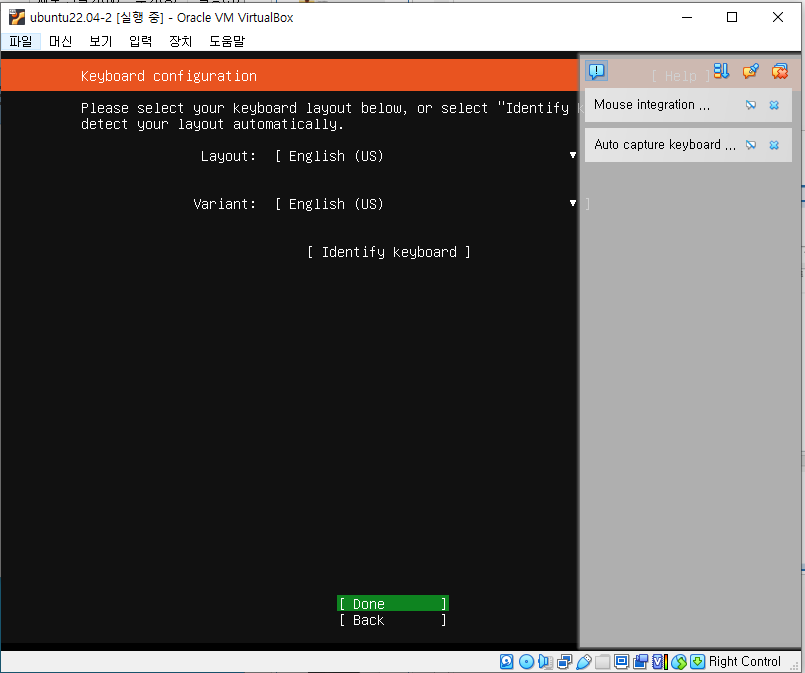 ubuntu22.04-2 [실행 중] - Oracle VM VirtualBox
파일 머신 보기 입력 장치 도움말
Keyboard configuration [ Help ]
Please select your keyboard layout below, or select "Identify k
detect your layout automatically.
Layout: [ English (US) ▼
Variant: [ English (US) ▼ ]
[ Identify keyboard ]
Mouse integration ...
Auto capture keyboard ...
[ Done ]
[ Back ]
Right Control